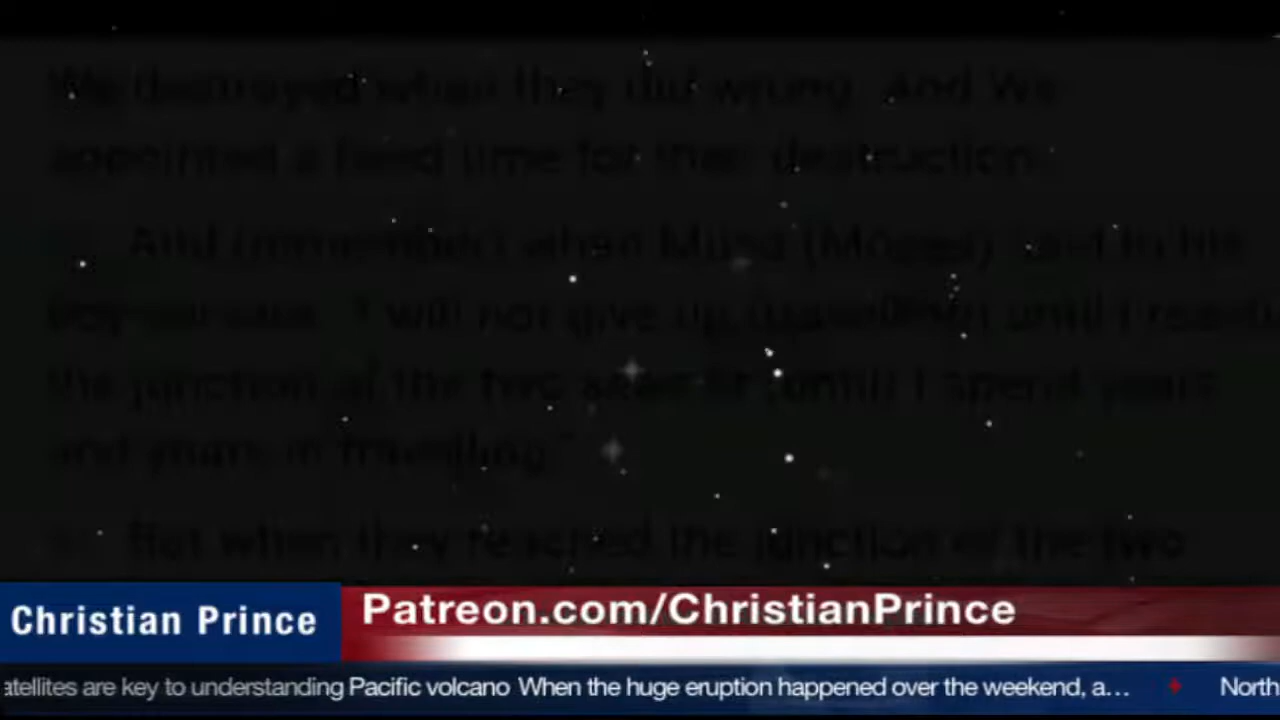 We destroyed when they did wrong. And We
appointed a fixed time for their destruction.
And (remember) when Musa (Moses) said to his
boy-servant: "I will not give up (travelling) until I reach
the junction of the two seas or (until) I spend years
and years in travelling."
But when they reached the junction of the two
Christian Prince
Patreon.com/ChristianPrince
atellites are key to understanding Pacific volcano When the huge eruption happened over the weekend, a… North